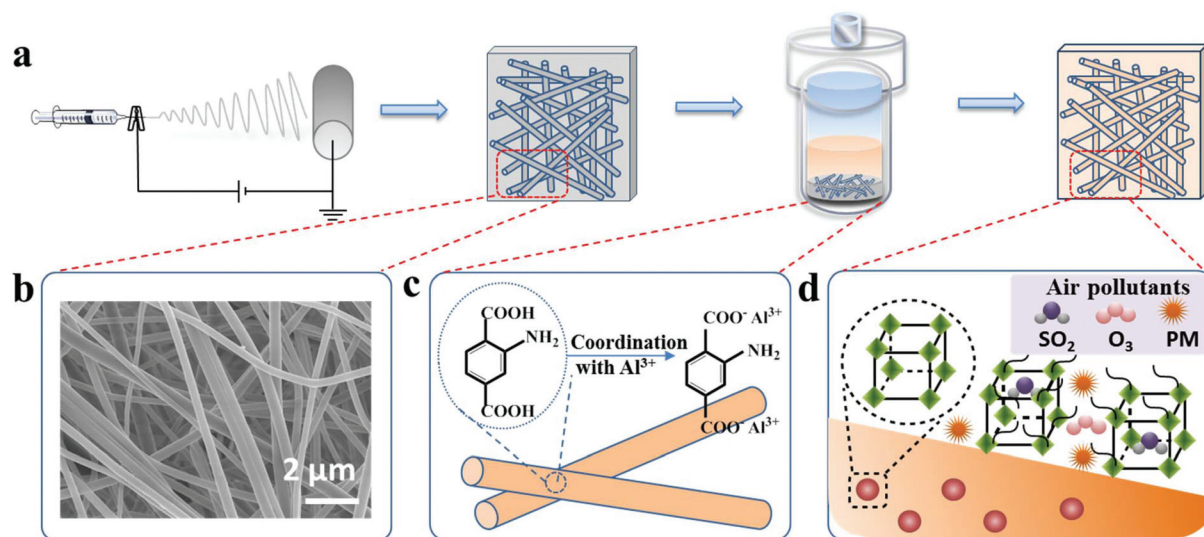 a
b
2 μm
c
COOH
NH₂
COOH
Coordination
with Al³⁺
COO⁻ Al³⁺
NH₂
COO⁻Al³⁺
d
Air pollutants
SO₂ O₃ PM